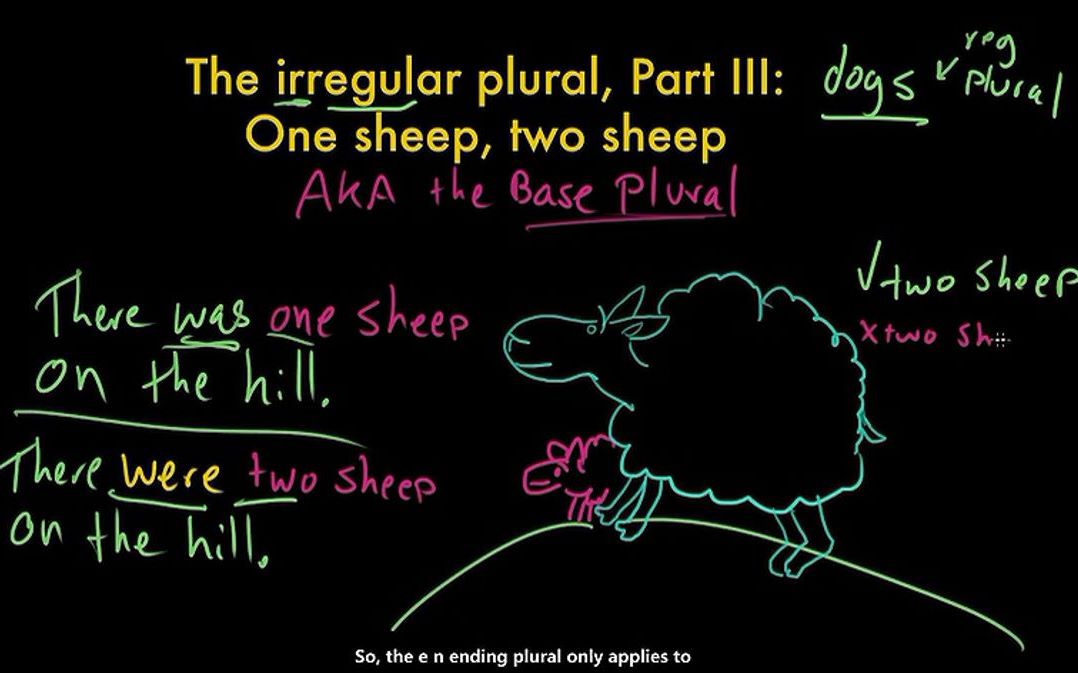 The irregular plural, Part III:
One sheep, two sheep
AKA the Base Plural
dogs ↙ reg plural
There was one sheep
on the hill.
There were two sheep
on the hill.
√ two sheep
x two sh
So, the e n ending plural only applies to